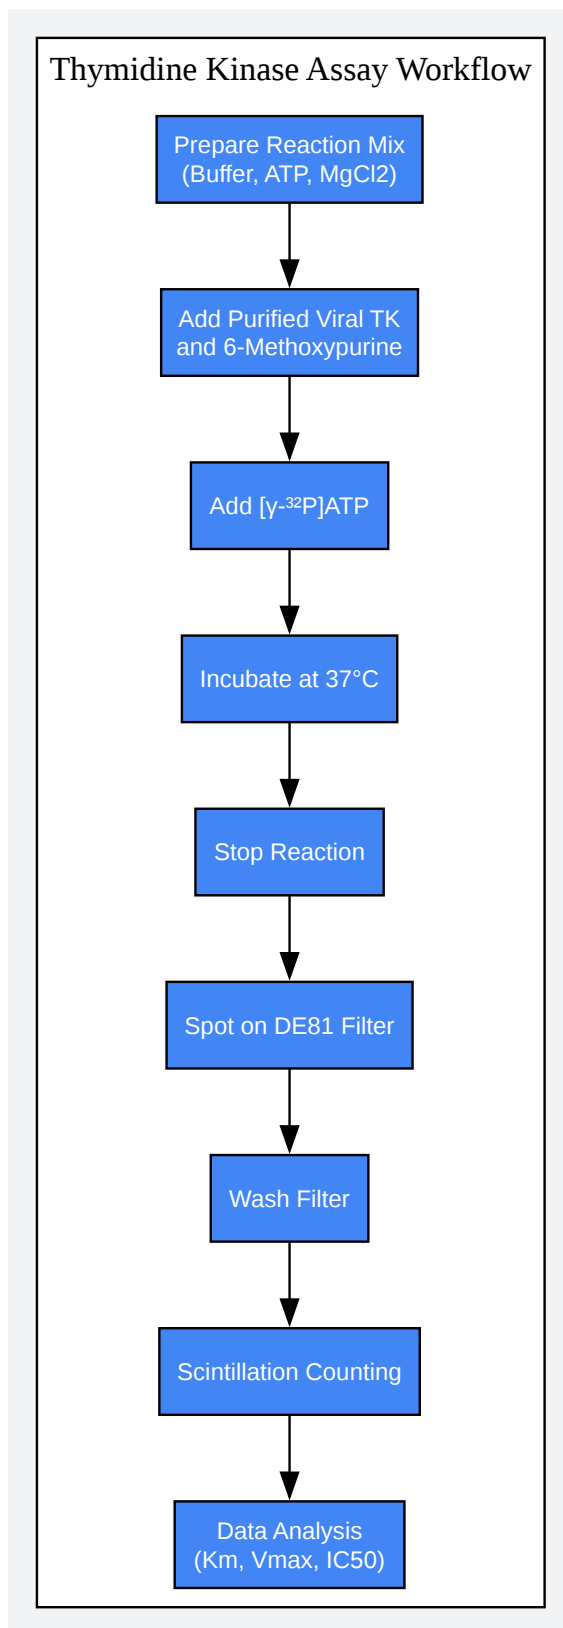 Thymidine Kinase Assay Workflow
Prepare Reaction Mix
(Buffer, ATP, MgCl2)
Add Purified Viral TK
and 6-Methoxypurine
Add [γ-³²P]ATP
Incubate at 37°C
Stop Reaction
Spot on DE81 Filter
Wash Filter
Scintillation Counting
Data Analysis
(Km, Vmax, IC50)